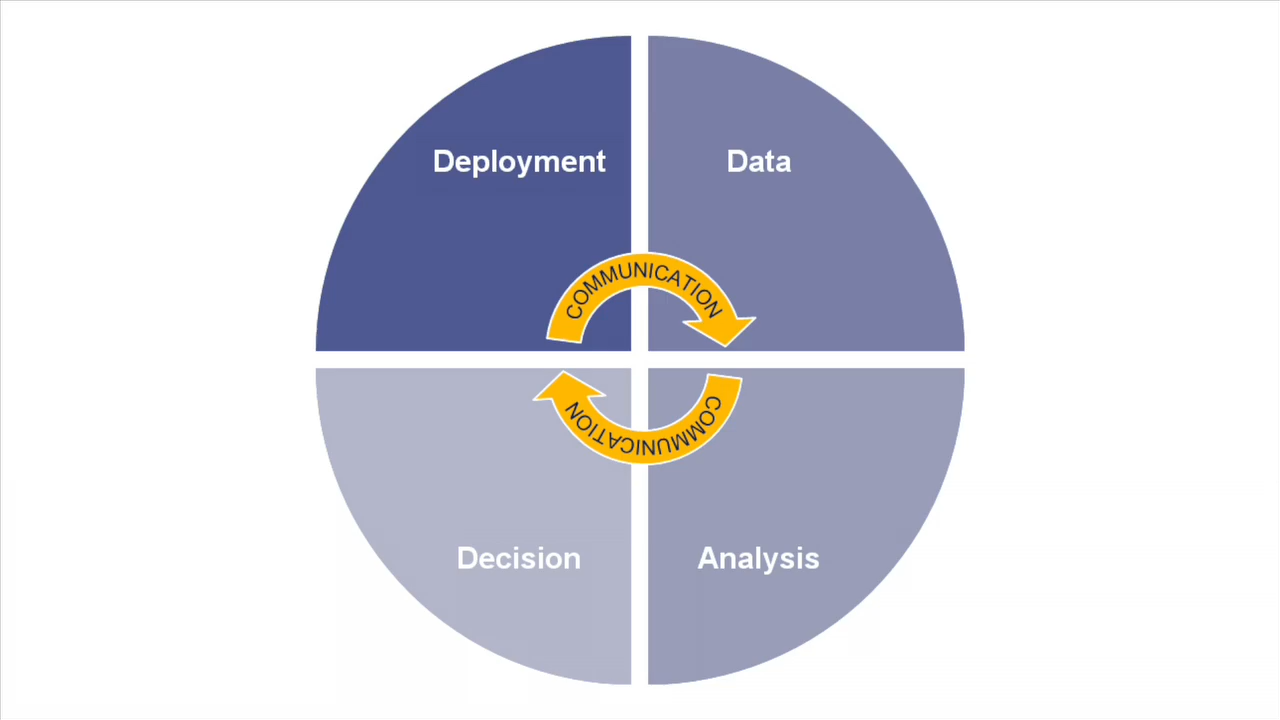 Deployment
Data
COMMUNICATION
COMMUNICATION
Decision
Analysis